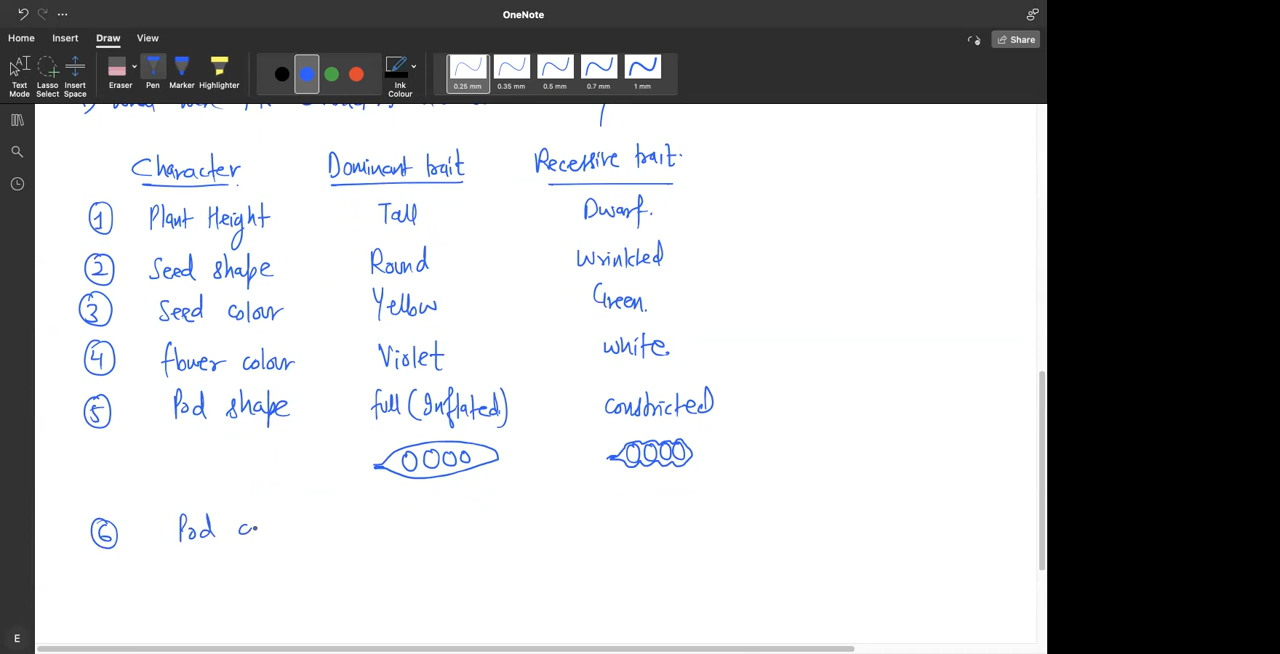 OneNote
Home Insert Draw View
Share
Text Mode Lasso Select Insert Space Eraser Pen Marker Highlighter Ink Colour 0.25 mm 0.35 mm 0.5 mm 0.7 mm 1 mm
Character Dominant trait Recessive trait.
1 Plant Height Tall Dwarf.
2 Seed shape Round wrinkled
3 Seed colour Yellow Green.
4 flower colour Violet white.
5 Pod shape full (Inflated) constricted
6 Pod c
E